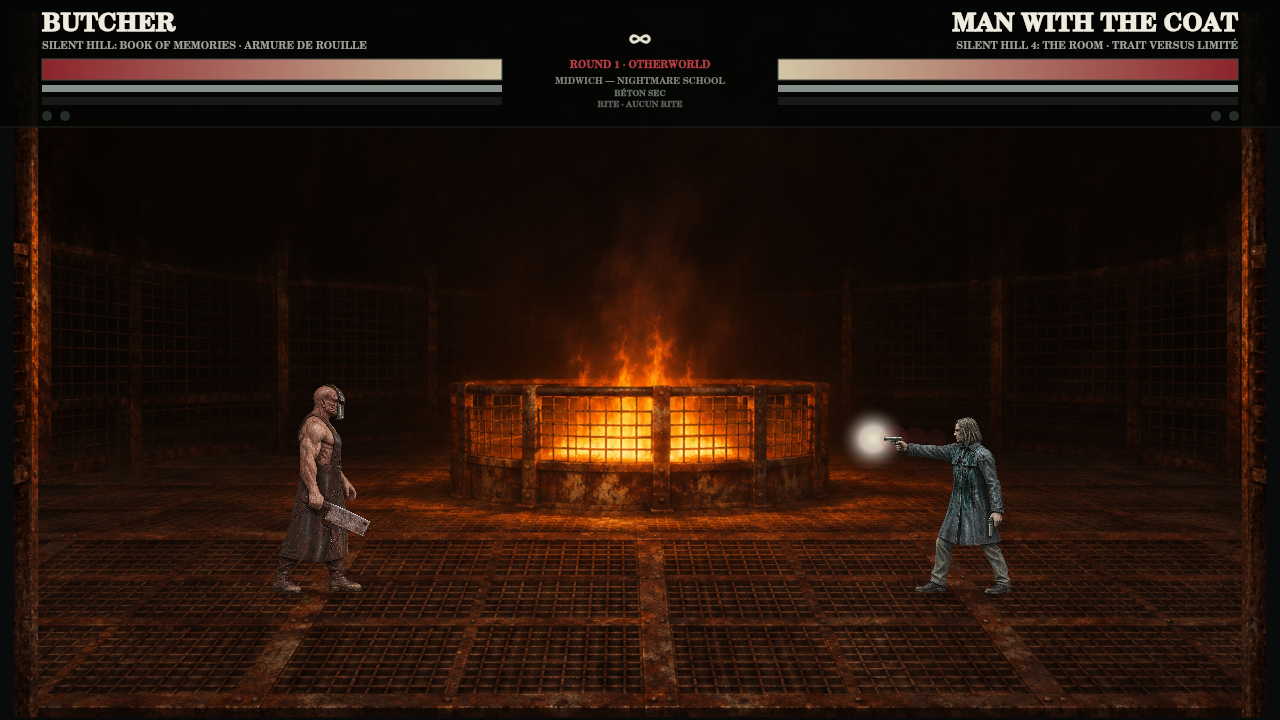 BUTCHER
SILENT HILL: BOOK OF MEMORIES · ARMURE DE ROUILLE
∞
ROUND 1 · OTHERWORLD
MIDWICH — NIGHTMARE SCHOOL
BÉTON SEC
RITE · AUCUN RITE
MAN WITH THE COAT
SILENT HILL 4: THE ROOM · TRAIT VERSUS LIMITÉ